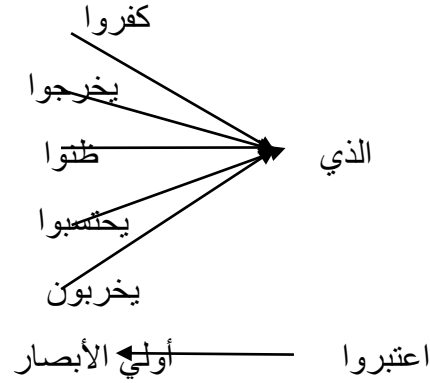 كفروا
يخرجوا
ظنوا الذي
يحتسبوا
يخربون
اعتبروا أولي الأبصار